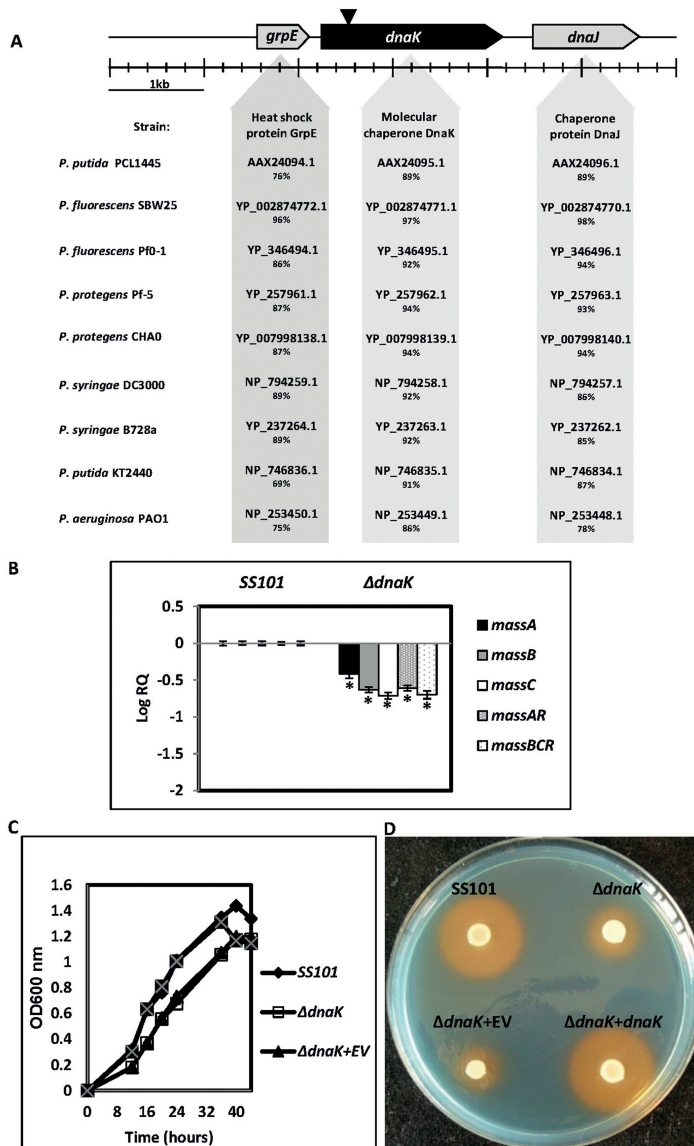 A
grpE dnaK dnaJ
1kb
Strain:
Heat shock protein GrpE
Molecular chaperone DnaK
Chaperone protein DnaJ
P. putida PCL1445 AAX24094.1 AAX24095.1 AAX24096.1
76% 89% 89%
P. fluorescens SBW25 YP_002874772.1 YP_002874771.1 YP_002874770.1
96% 97% 98%
P. fluorescens Pf0-1 YP_346494.1 YP_346495.1 YP_346496.1
86% 92% 94%
P. protegens Pf-5 YP_257961.1 YP_257962.1 YP_257963.1
87% 94% 93%
P. protegens CHA0 YP_007998138.1 YP_007998139.1 YP_007998140.1
87% 94% 94%
P. syringae DC3000 NP_794259.1 NP_794258.1 NP_794257.1
89% 92% 86%
P. syringae B728a YP_237264.1 YP_237263.1 YP_237262.1
89% 92% 85%
P. putida KT2440 NP_746836.1 NP_746835.1 NP_746834.1
69% 91% 87%
P. aeruginosa PAO1 NP_253450.1 NP_253449.1 NP_253448.1
75% 86% 78%
B
SS101 ΔdnaK
0.5
0
-0.5
-1
-1.5
-2
Log RQ
* * * * *
massA
massB
massC
massAR
massBCR
C
1.6
1.4
1.2
1
0.8
0.6
0.4
0.2
0
OD600 nm
0 8 16 24 32 40
Time (hours)
SS101
ΔdnaK
ΔdnaK+EV
D
SS101 ΔdnaK
ΔdnaK+EV ΔdnaK+dnaK